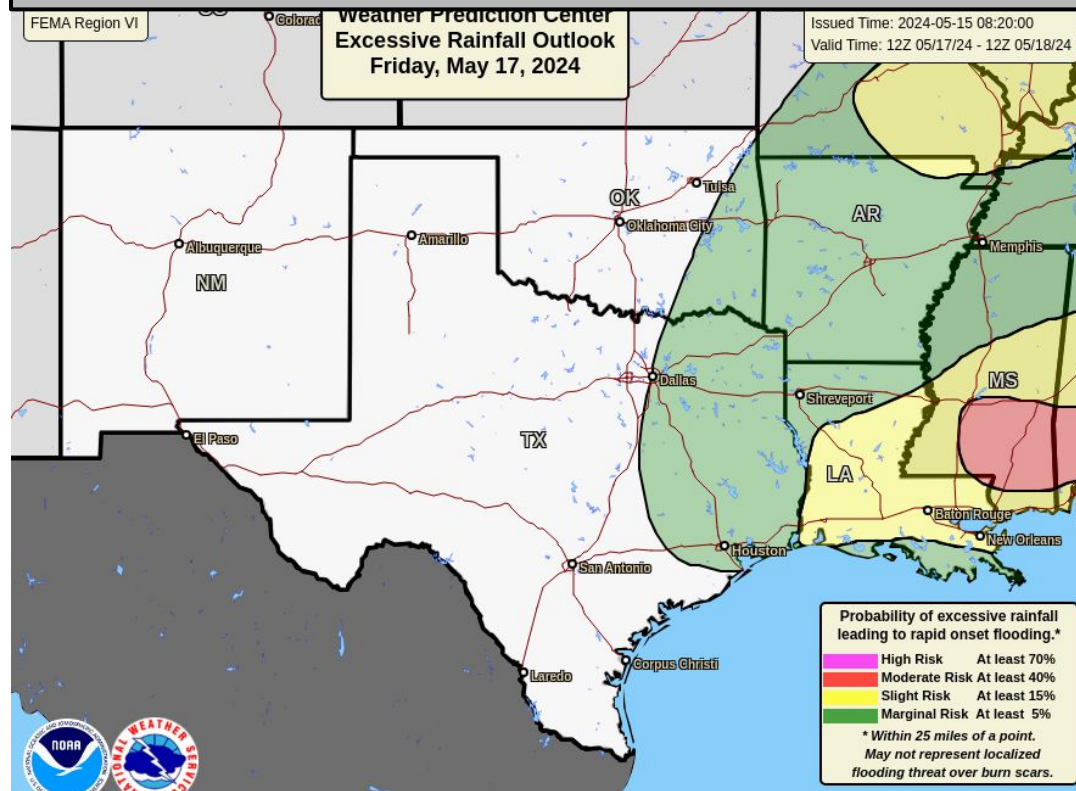 FEMA Region VI
Weather Prediction Center
Excessive Rainfall Outlook
Friday, May 17, 2024
Issued Time: 2024-05-15 08:20:00
Valid Time: 12Z 05/17/24 - 12Z 05/18/24
Tulsa
OK
Oklahoma City
AR
Albuquerque
Amarillo
Memphis
NM
Dallas
MS
Shreveport
El Paso
TX
LA
Baton Rouge
New Orleans
Houston
San Antonio
Corpus Christi
Laredo
Probability of excessive rainfall
leading to rapid onset flooding.*
High Risk At least 70%
Moderate Risk At least 40%
Slight Risk At least 15%
Marginal Risk At least 5%
* Within 25 miles of a point.
May not represent localized
flooding threat over burn scars.
NOAA